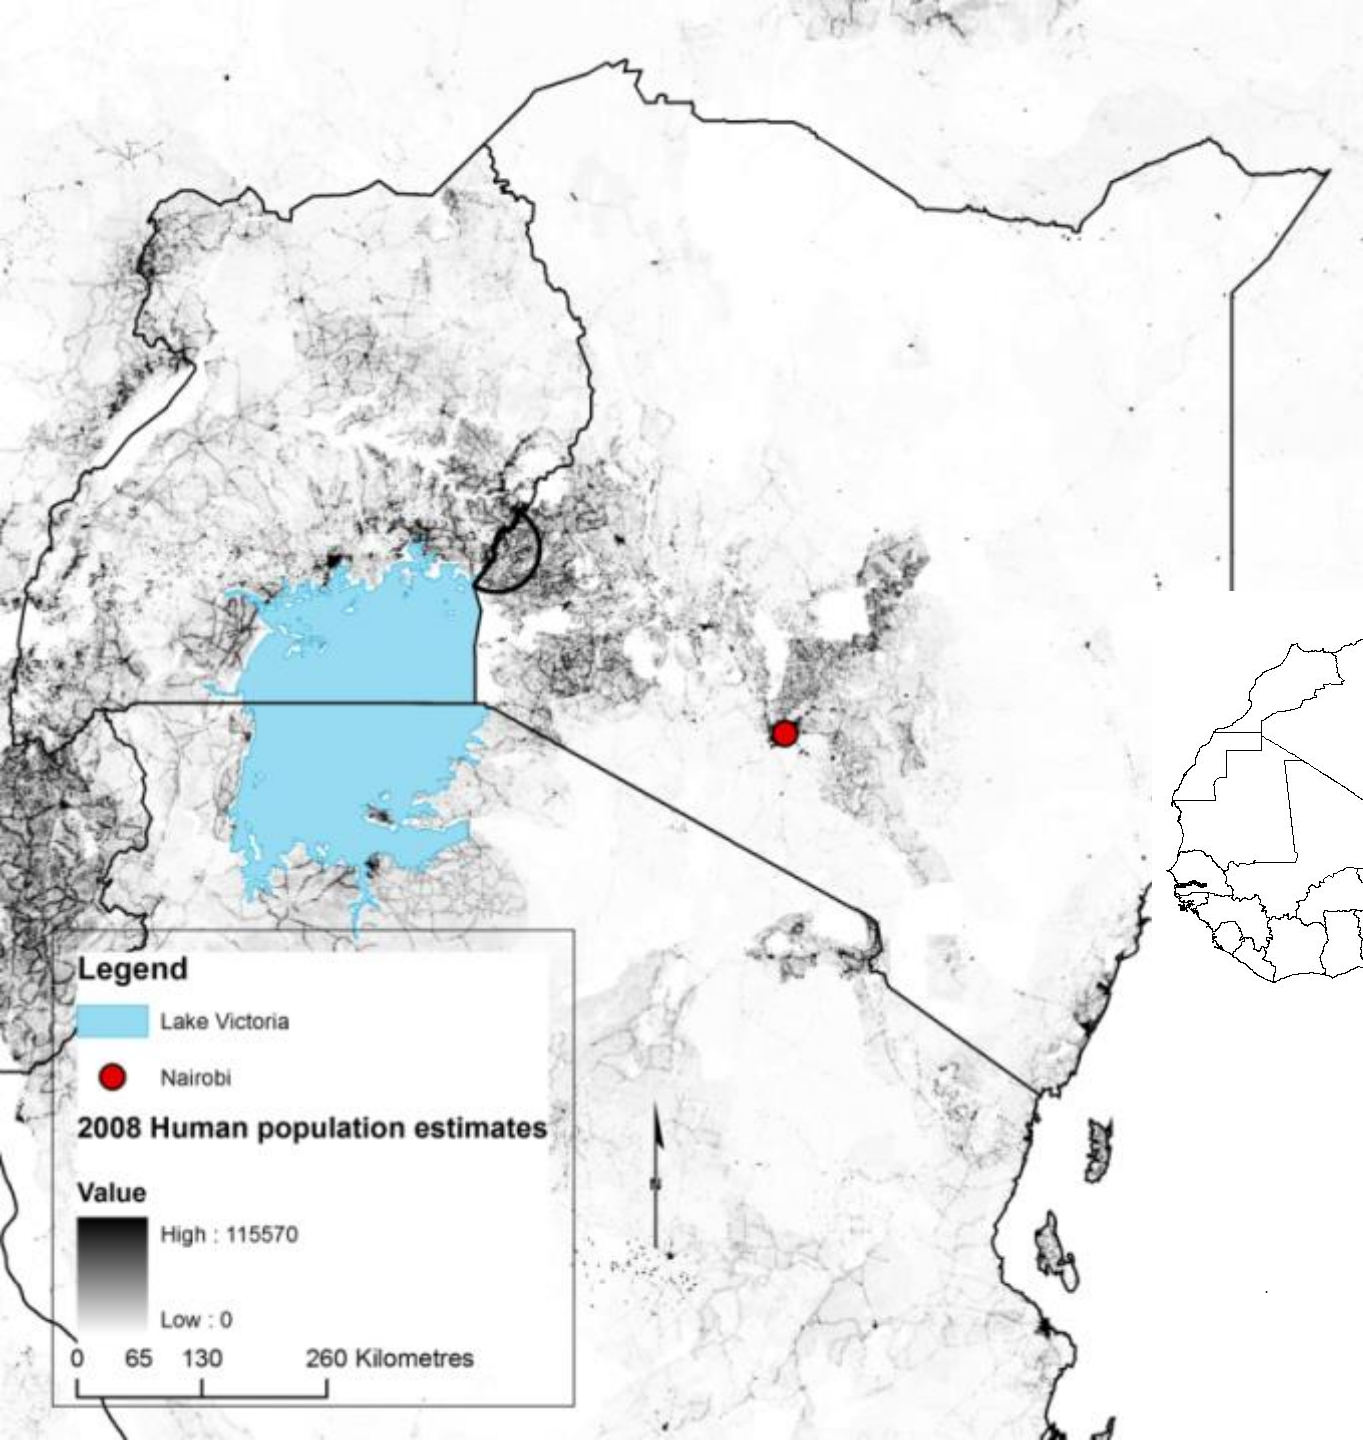 Legend
Lake Victoria
Nairobi
2008 Human population estimates
Value
High : 115570
Low : 0
0 65 130 260 Kilometres